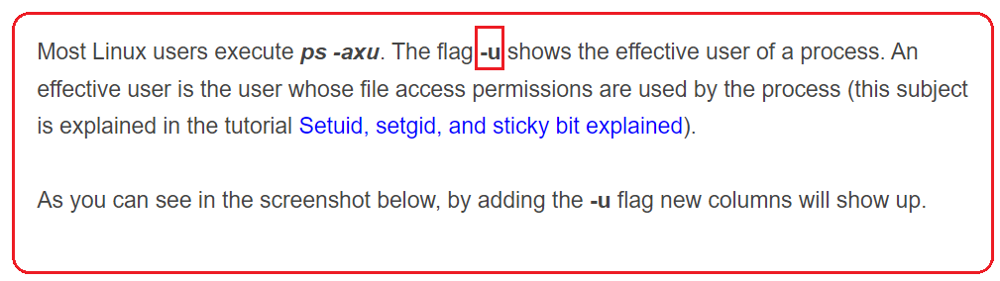 Most Linux users execute ps -axu. The flag -u shows the effective user of a process. An
effective user is the user whose file access permissions are used by the process (this subject
is explained in the tutorial Setuid, setgid, and sticky bit explained).
As you can see in the screenshot below, by adding the -u flag new columns will show up.